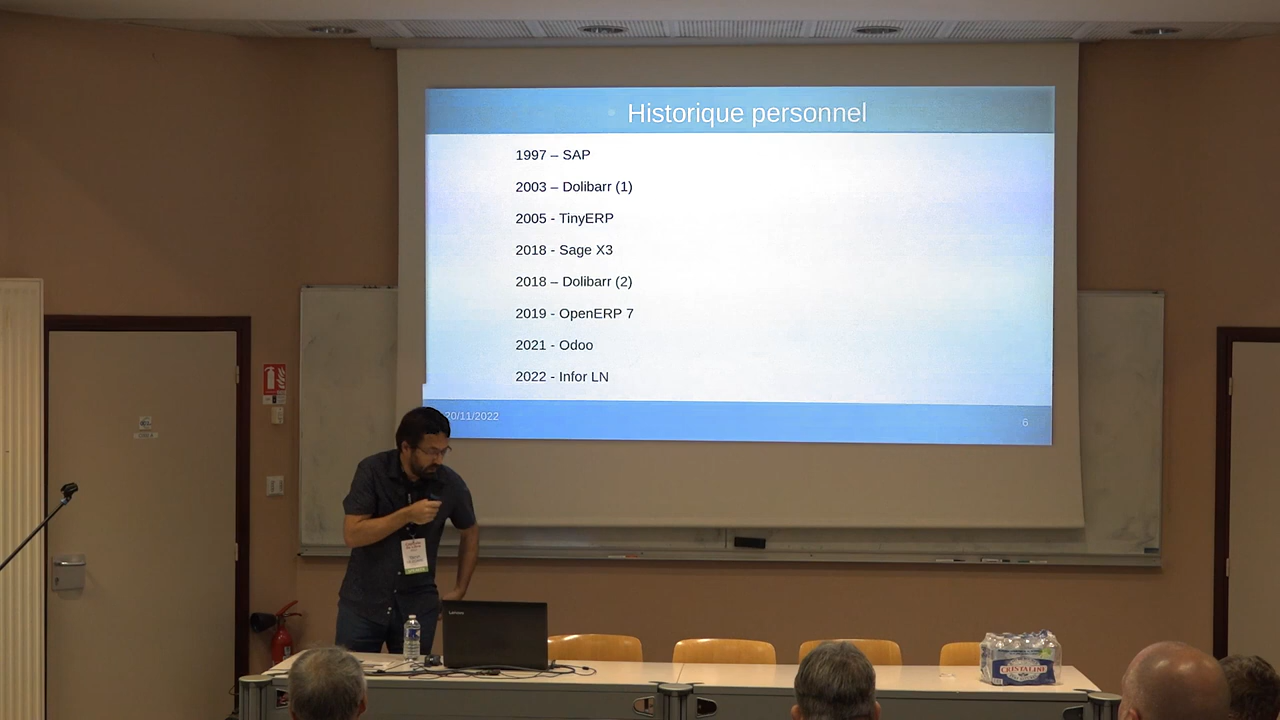 Historique personnel
1997 – SAP
2003 – Dolibarr (1)
2005 - TinyERP
2018 - Sage X3
2018 – Dolibarr (2)
2019 - OpenERP 7
2021 - Odoo
2022 - Infor LN
20/11/2022
6
Lenovo
CRISTALINE